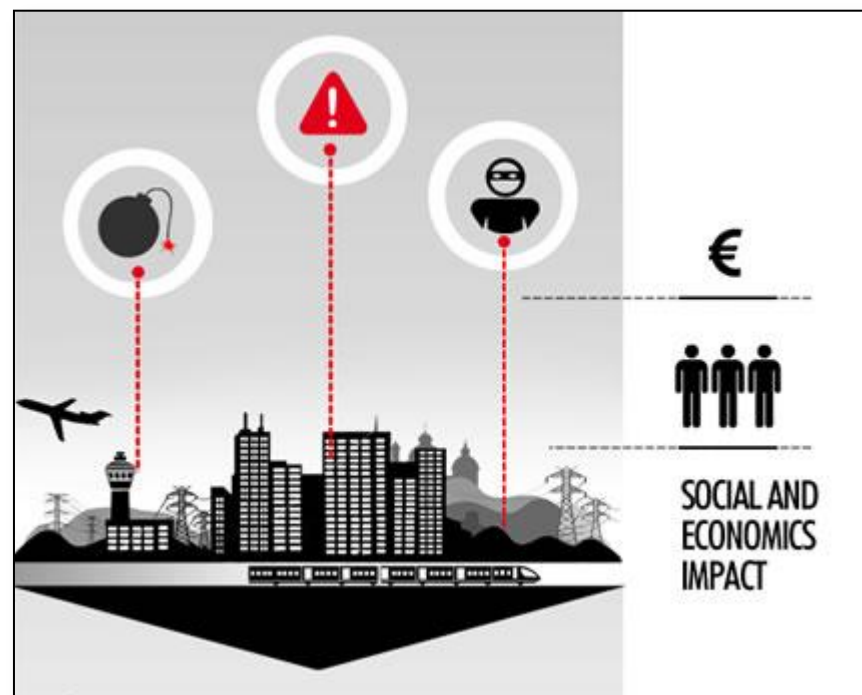 !
€
SOCIAL AND
ECONOMICS
IMPACT